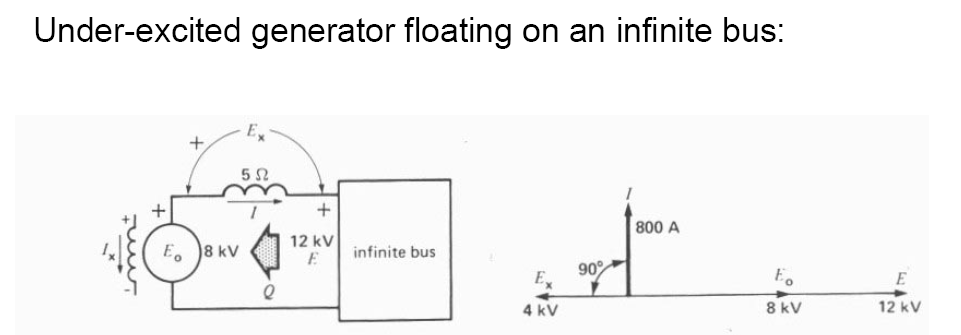 Under-excited generator floating on an infinite bus:
+ Ex
5 Ω
+ + I +
Ix Eo 8 kV 12 kV infinite bus
E
-
Q
I
800 A
90°
Ex Eo E
4 kV 8 kV 12 kV